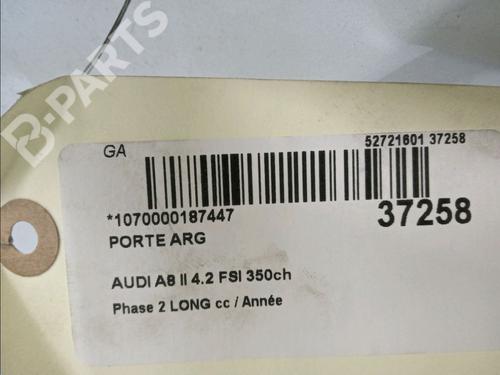 B-PARTS
GA
52721601 37258
*1070000187447
37258
PORTE ARG
AUDI A8 II 4.2 FSI 350ch
Phase 2 LONG cc / Année